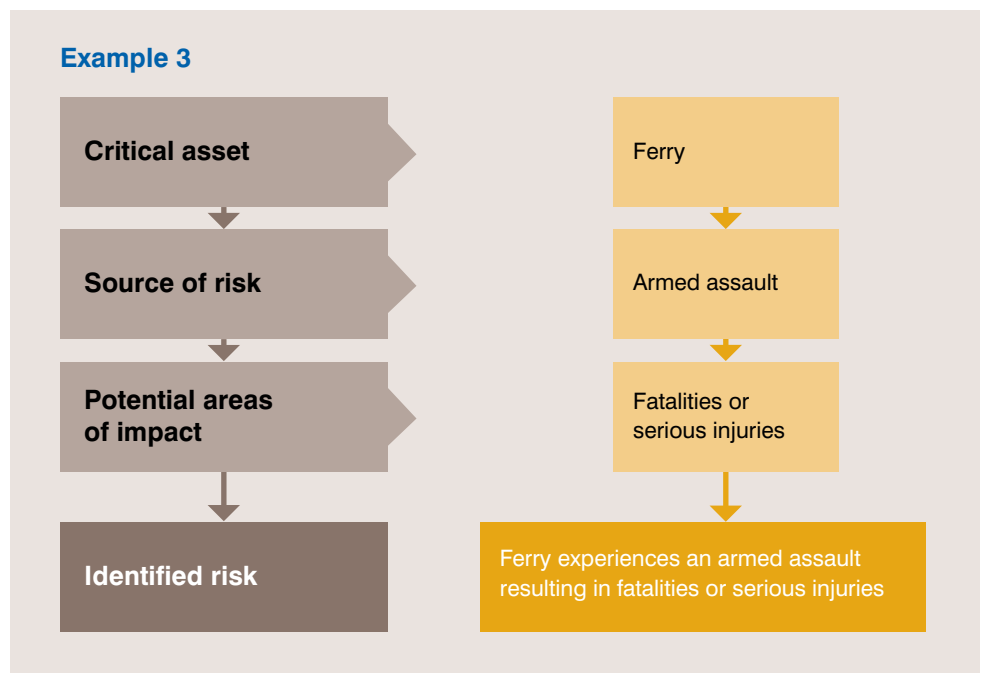 Example 3
Critical asset
Ferry
Source of risk
Armed assault
Potential areas
of impact
Fatalities or
serious injuries
Identified risk
Ferry experiences an armed assault
resulting in fatalities or serious injuries